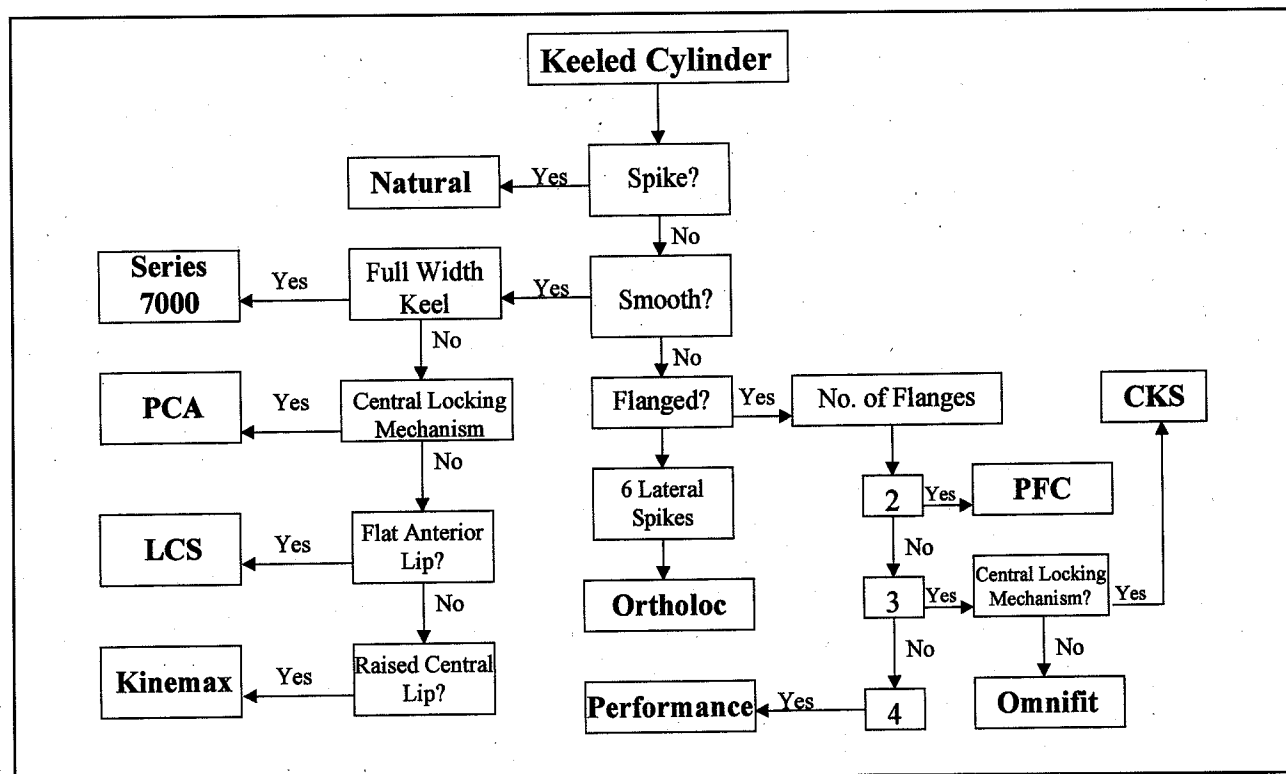 Keeled Cylinder
Natural
Yes
Spike?
No
Series
7000
Yes
Full Width
Keel
Yes
Smooth?
No
No
PCA
Yes
Central Locking
Mechanism
Flanged?
Yes
No. of Flanges
CKS
No
6 Lateral
Spikes
2
Yes
PFC
LCS
Yes
Flat Anterior
Lip?
No
Ortholoc
3
Yes
Central Locking
Mechanism?
Yes
No
No
No
Kinemax
Yes
Raised Central
Lip?
Performance
Yes
4
Omnifit